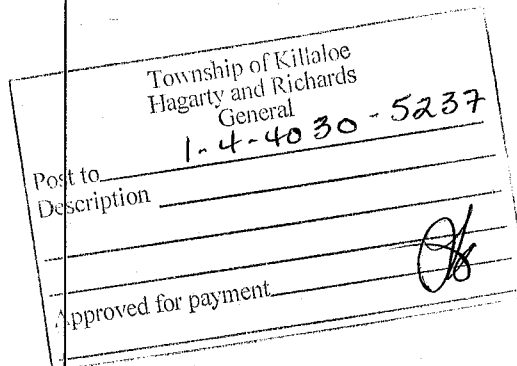 Township of Killaloe
Hagarty and Richards
General
Post to 1-4-4030-5237
Description
Approved for payment